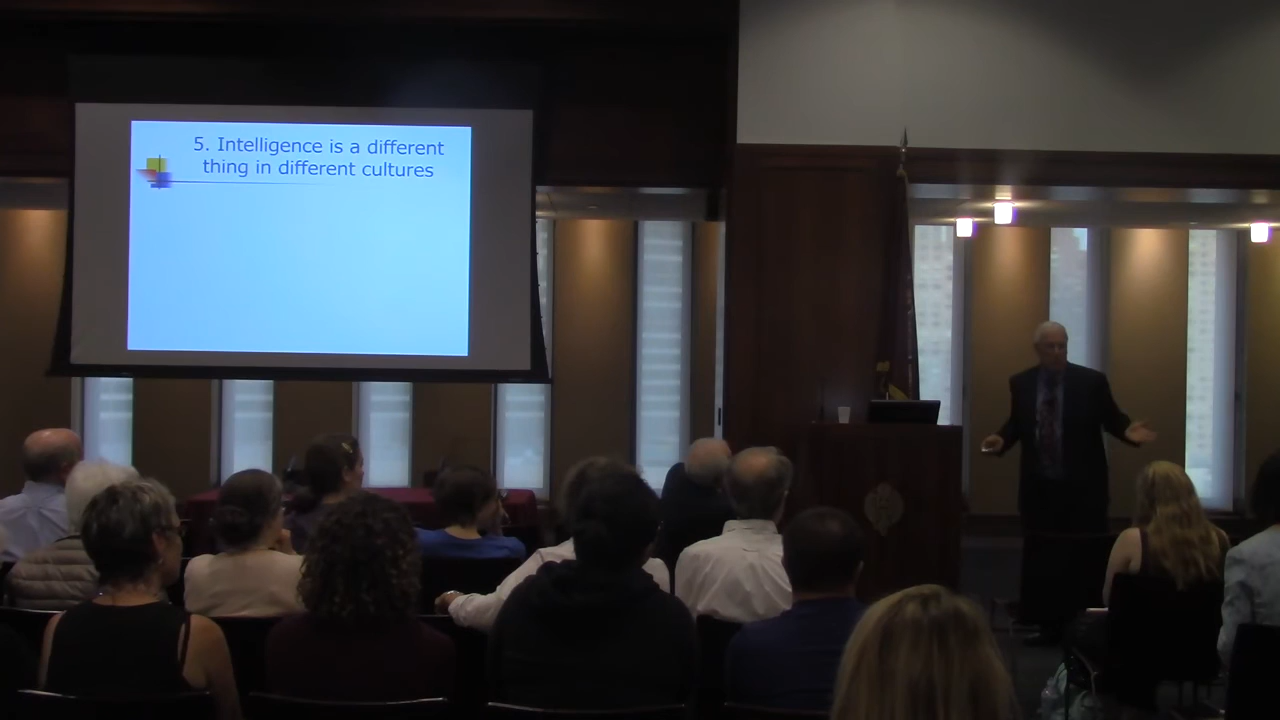 5. Intelligence is a different
thing in different cultures